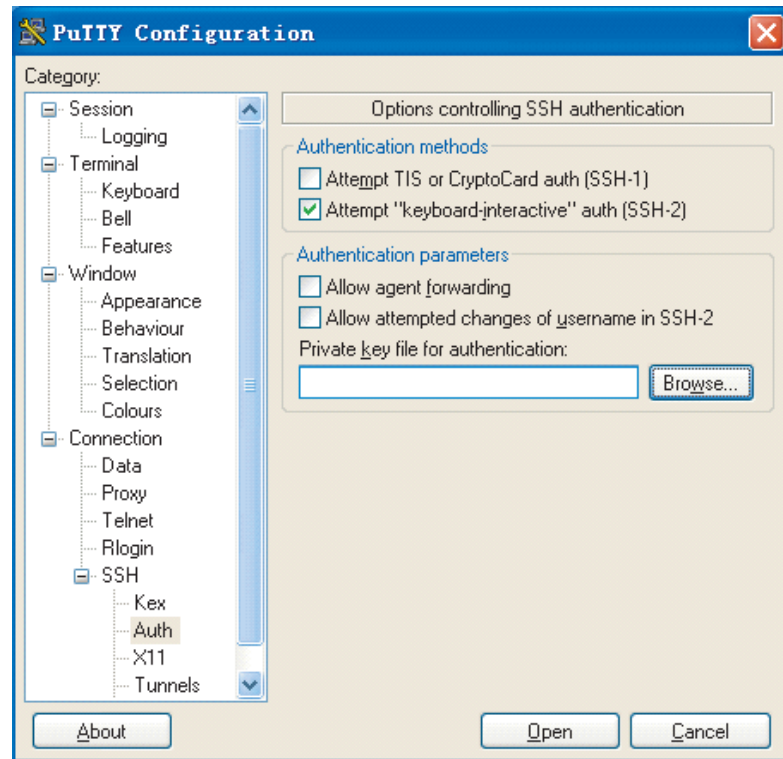 PuTTY Configuration
Category:
Session
Logging
Terminal
Keyboard
Bell
Features
Window
Appearance
Behaviour
Translation
Selection
Colours
Connection
Data
Proxy
Telnet
Rlogin
SSH
Kex
Auth
X11
Tunnels
Options controlling SSH authentication
Authentication methods
Attempt TIS or CryptoCard auth (SSH-1)
Attempt "keyboard-interactive" auth (SSH-2)
Authentication parameters
Allow agent forwarding
Allow attempted changes of username in SSH-2
Private key file for authentication:
Browse...
About
Open
Cancel